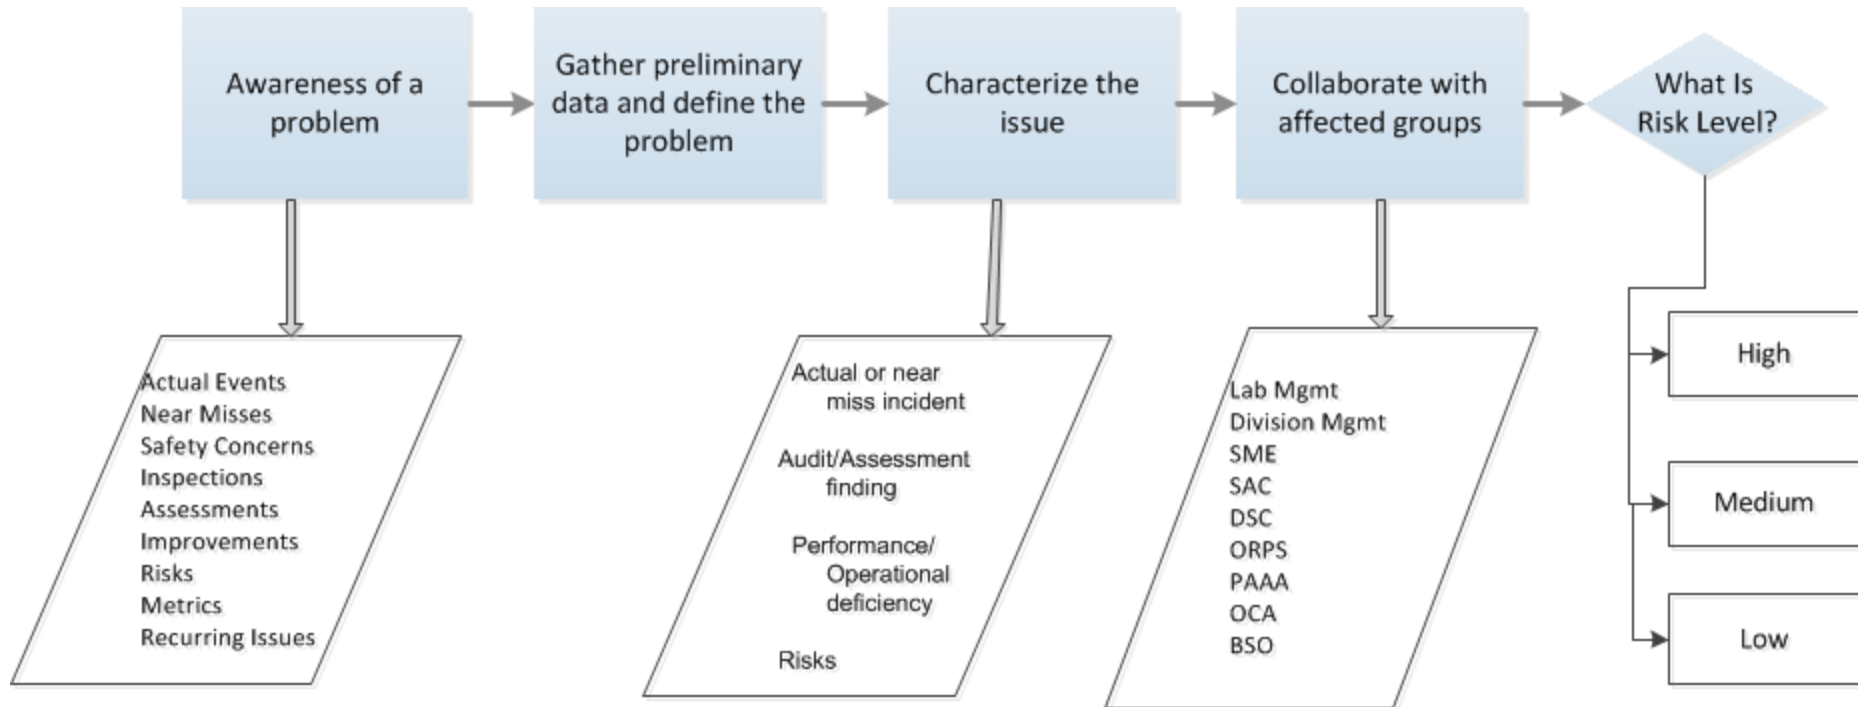 Awareness of a
problem
Gather preliminary
data and define the
problem
Characterize the
issue
Collaborate with
affected groups
What Is
Risk Level?
Actual Events
Near Misses
Safety Concerns
Inspections
Assessments
Improvements
Risks
Metrics
Recurring Issues
Actual or near
miss incident
Audit/Assessment
finding
Performance/
Operational
deficiency
Risks
Lab Mgmt
Division Mgmt
SME
SAC
DSC
ORPS
PAAA
OCA
BSO
High
Medium
Low